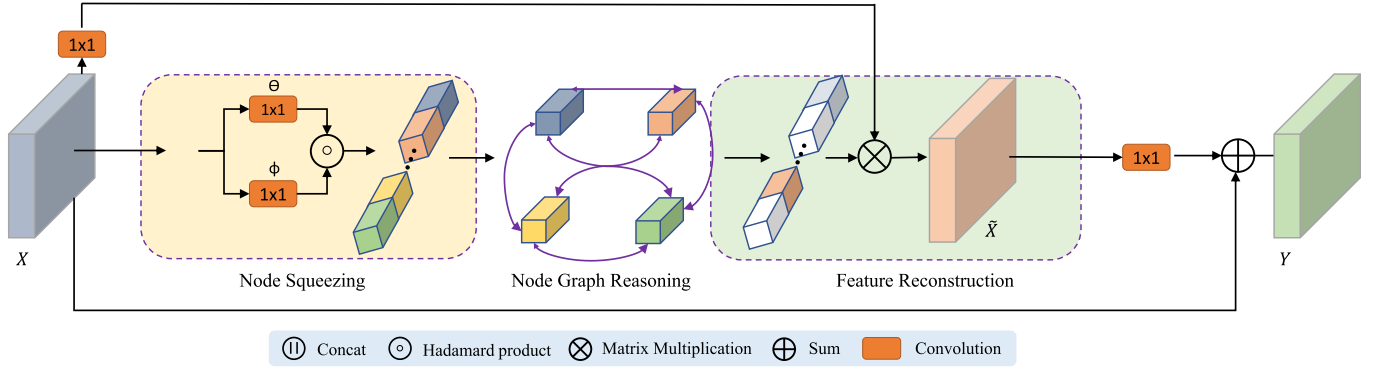 1x1
X
θ
1x1
ϕ
1x1
Node Squeezing
Node Graph Reasoning
X̃
Feature Reconstruction
1x1
Y
Concat
Hadamard product
Matrix Multiplication
Sum
Convolution